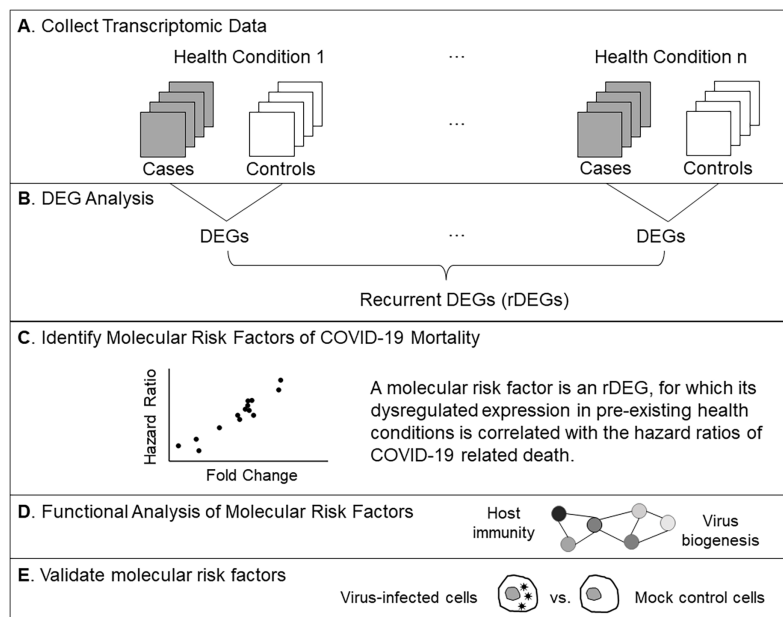 A. Collect Transcriptomic Data
Health Condition 1 ... Health Condition n
...
Cases Controls Cases Controls
B. DEG Analysis
DEGs ... DEGs
Recurrent DEGs (rDEGs)
C. Identify Molecular Risk Factors of COVID-19 Mortality
Hazard Ratio
Fold Change
A molecular risk factor is an rDEG, for which its
dysregulated expression in pre-existing health
conditions is correlated with the hazard ratios of
COVID-19 related death.
D. Functional Analysis of Molecular Risk Factors
Host
immunity
Virus
biogenesis
E. Validate molecular risk factors
Virus-infected cells vs. Mock control cells